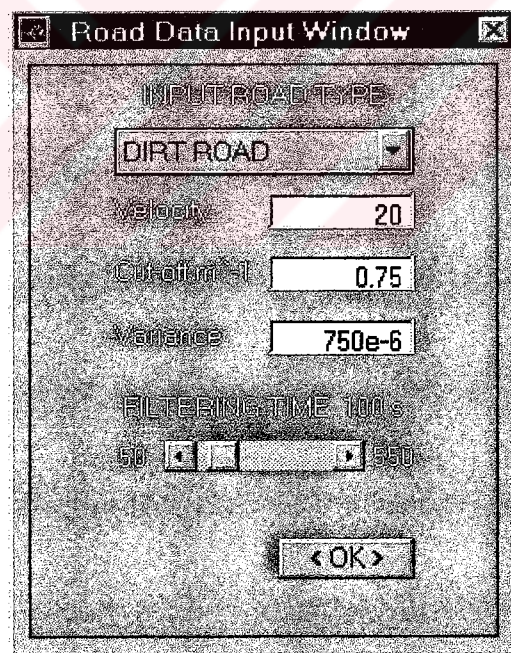 Road Data Input Window
INPUT ROAD TYPE
DIRT ROAD
Velocity 20
Cut-off m^-1 0.75
Variance 750e-6
FILTERING TIME 100 s
50 550
< OK >